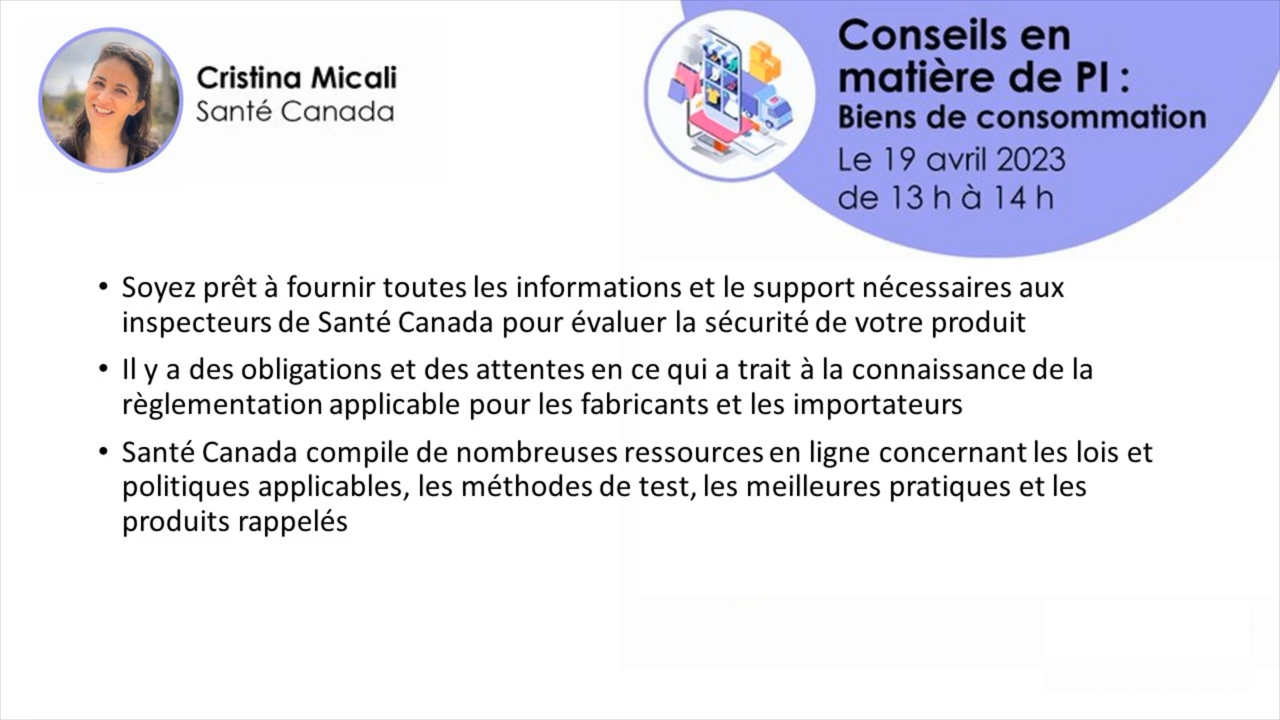 Cristina Micali
Santé Canada
Conseils en
matière de PI :
Biens de consommation
Le 19 avril 2023
de 13 h à 14 h
• Soyez prêt à fournir toutes les informations et le support nécessaires aux
inspecteurs de Santé Canada pour évaluer la sécurité de votre produit
• Il y a des obligations et des attentes en ce qui a trait à la connaissance de la
règlementation applicable pour les fabricants et les importateurs
• Santé Canada compile de nombreuses ressources en ligne concernant les lois et
politiques applicables, les méthodes de test, les meilleures pratiques et les
produits rappelés